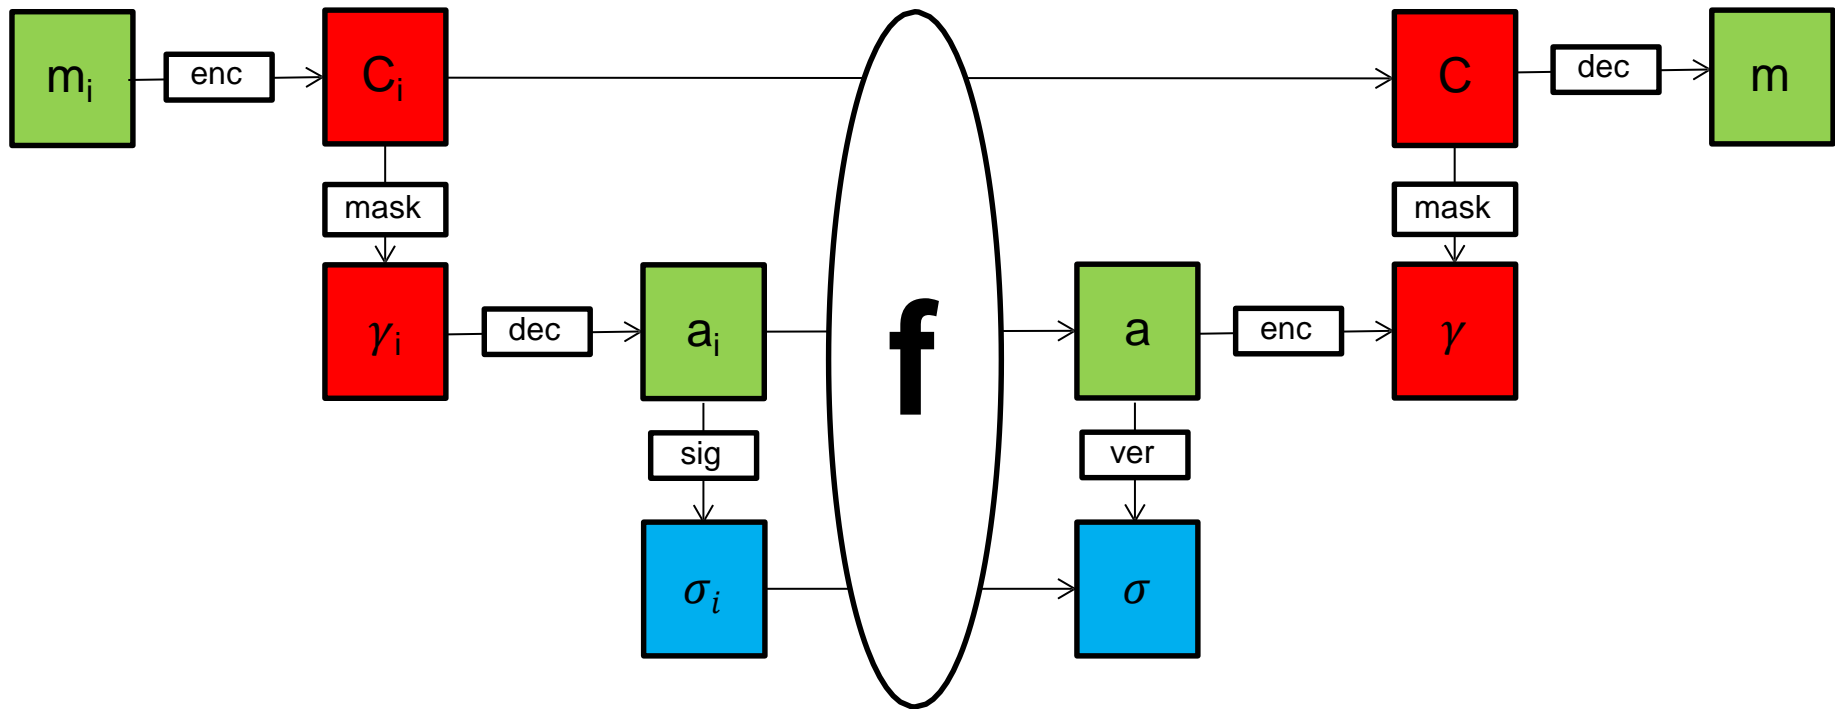 mᵢ enc Cᵢ C dec m
mask mask
γᵢ dec aᵢ f a enc γ
sig ver
σᵢ σ